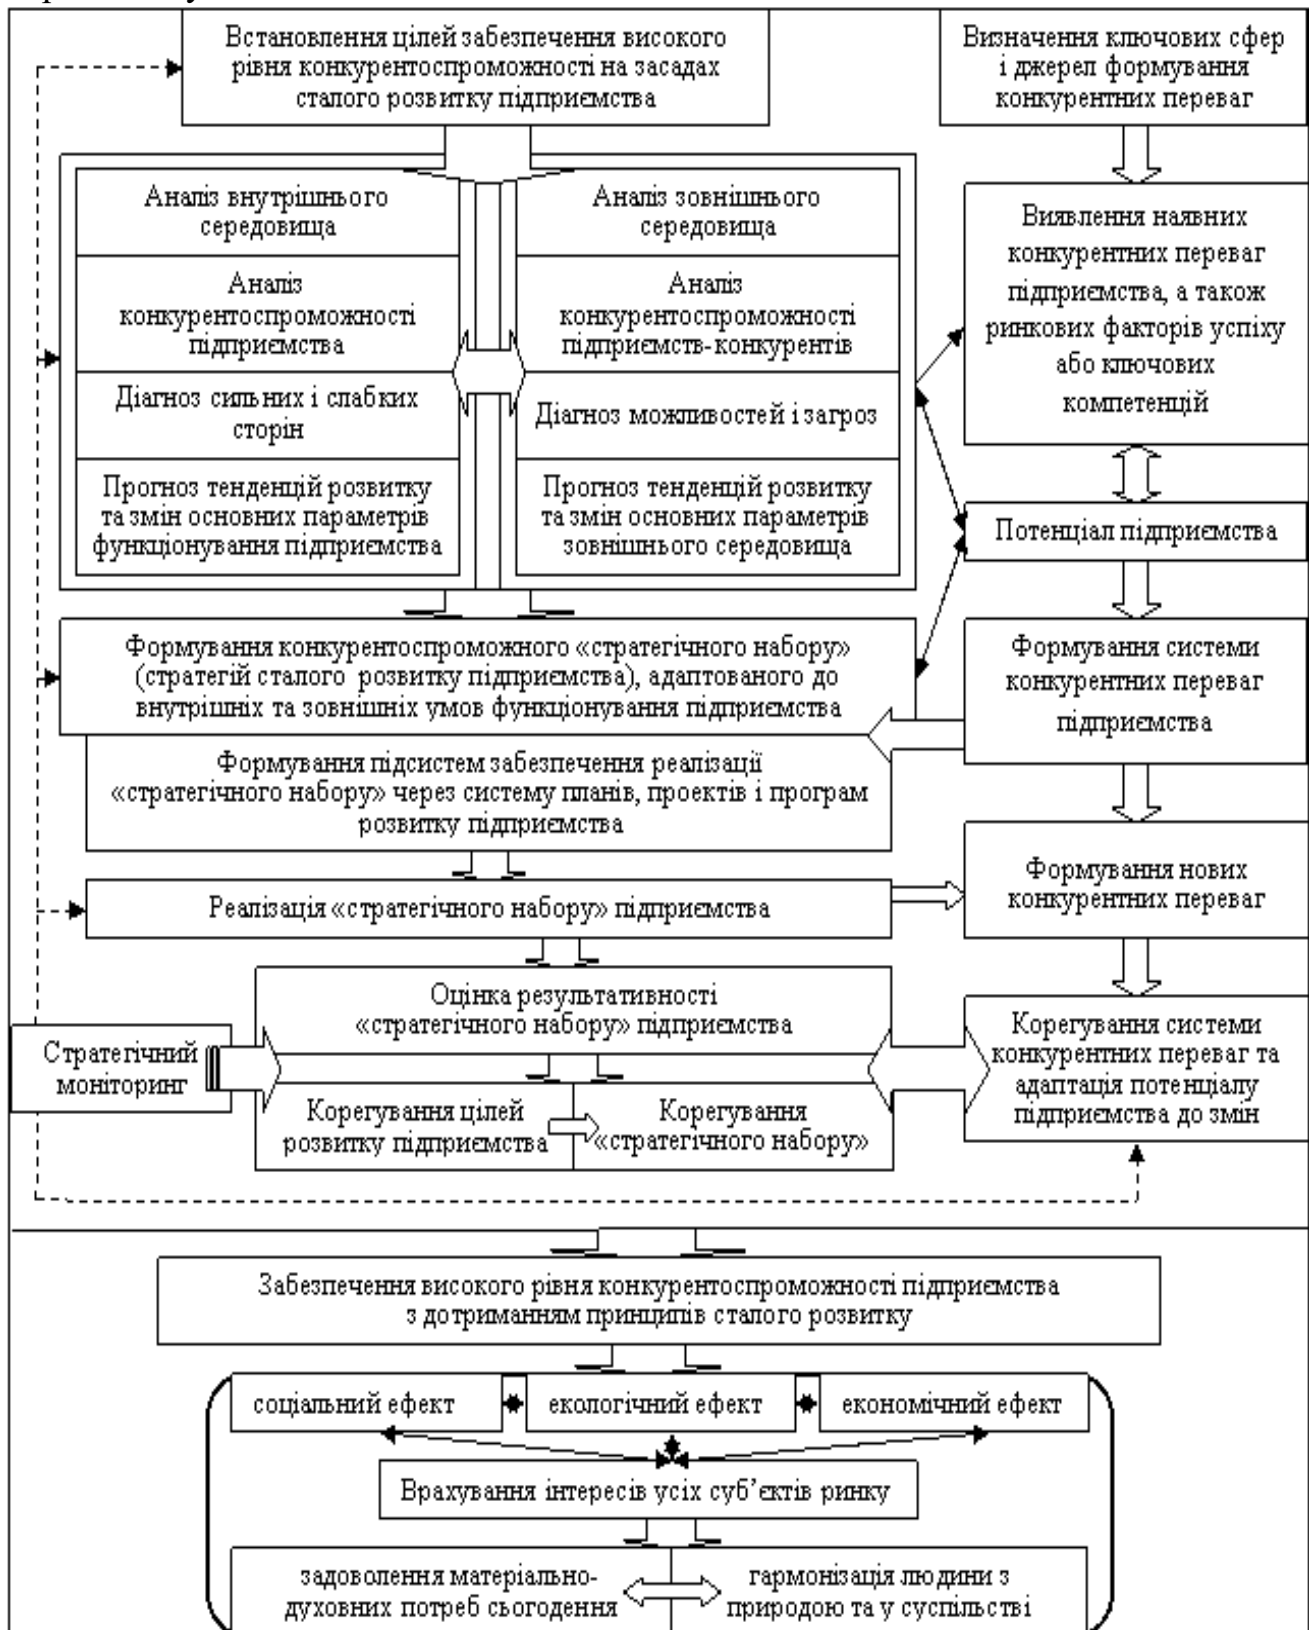 Встановлення цілей забезпечення високого
рівня конкурентоспроможності на засадах
сталого розвитку підприємства
Визначення ключових сфер
і джерел формування
конкурентних переваг
Аналіз внутрішнього
середовища
Аналіз зовнішнього
середовища
Аналіз
конкурентоспроможності
підприємства
Аналіз
конкурентоспроможності
підприємств-конкурентів
Діагноз сильних і слабких
сторін
Діагноз можливостей і загроз
Прогноз тенденцій розвитку
та змін основних параметрів
функціонування підприємства
Прогноз тенденцій розвитку
та змін основних параметрів
зовнішнього середовища
Виявлення наявних
конкурентних переваг
підприємства, а також
ринкових факторів успіху
або ключових
компетенцій
Потенціал підприємства
Формування конкурентоспроможного «стратегічного набору»
(стратегій сталого розвитку підприємства), адаптованого до
внутрішніх та зовнішніх умов функціонування підприємства
Формування системи
конкурентних переваг
підприємства
Формування підсистем забезпечення реалізації
«стратегічного набору» через систему планів, проектів і програм
розвитку підприємства
Реалізація «стратегічного набору» підприємства
Формування нових
конкурентних переваг
Оцінка результативності
«стратегічного набору» підприємства
Стратегічний
моніторинг
Корегування цілей
розвитку підприємства
Корегування
«стратегічного набору»
Корегування системи
конкурентних переваг та
адаптація потенціалу
підприємства до змін
Забезпечення високого рівня конкурентоспроможності підприємства
з дотриманням принципів сталого розвитку
соціальний ефект
екологічний ефект
економічний ефект
Врахування інтересів усіх суб’єктів ринку
задоволення матеріально-
духовних потреб сьогодення
гармонізація людини з
природою та у суспільстві